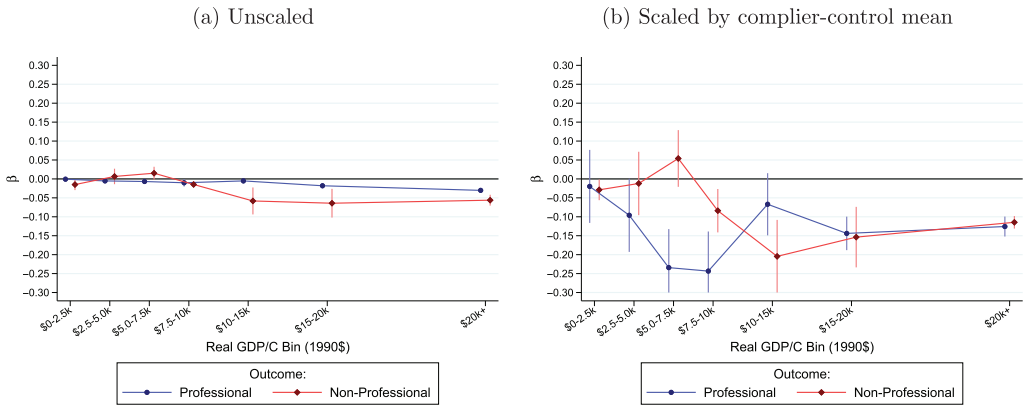 (a) Unscaled
0.30
0.25
0.20
0.15
0.10
0.05
0.00
−0.05
−0.10
−0.15
−0.20
−0.25
−0.30
β
$0-2.5k
$2.5-5.0k
$5.0-7.5k
$7.5-10k
$10-15k
$15-20k
$20k+
Real GDP/C Bin (1990$)
Outcome:
Professional Non-Professional
(b) Scaled by complier-control mean
0.30
0.25
0.20
0.15
0.10
0.05
0.00
−0.05
−0.10
−0.15
−0.20
−0.25
−0.30
β
$0-2.5k
$2.5-5.0k
$5.0-7.5k
$7.5-10k
$10-15k
$15-20k
$20k+
Real GDP/C Bin (1990$)
Outcome:
Professional Non-Professional